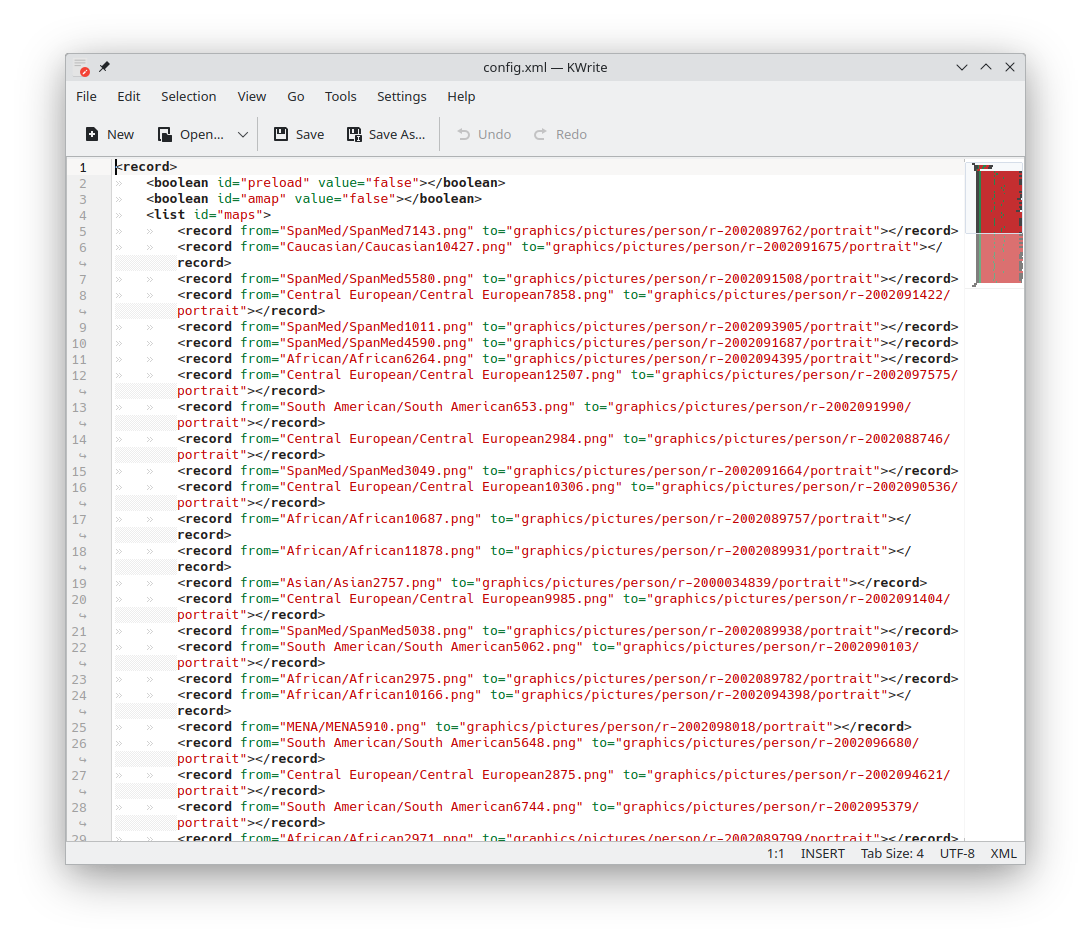 config.xml — KWrite
File Edit Selection View Go Tools Settings Help
New Open... Save Save As... Undo Redo
1 <record>
2 <boolean id="preload" value="false"></boolean>
3 <boolean id="amap" value="false"></boolean>
4 <list id="maps">
5 <record from="SpanMed/SpanMed7143.png" to="graphics/pictures/person/r-2002089762/portrait"></record>
6 <record from="Caucasian/Caucasian10427.png" to="graphics/pictures/person/r-2002091675/portrait"></
record>
7 <record from="SpanMed/SpanMed5580.png" to="graphics/pictures/person/r-2002091508/portrait"></record>
8 <record from="Central European/Central European7858.png" to="graphics/pictures/person/r-2002091422/
portrait"></record>
9 <record from="SpanMed/SpanMed1011.png" to="graphics/pictures/person/r-2002093905/portrait"></record>
10 <record from="SpanMed/SpanMed4590.png" to="graphics/pictures/person/r-2002091687/portrait"></record>
11 <record from="African/African6264.png" to="graphics/pictures/person/r-2002094395/portrait"></record>
12 <record from="Central European/Central European12507.png" to="graphics/pictures/person/r-2002097575/
portrait"></record>
13 <record from="South American/South American653.png" to="graphics/pictures/person/r-2002091990/
portrait"></record>
14 <record from="Central European/Central European2984.png" to="graphics/pictures/person/r-2002088746/
portrait"></record>
15 <record from="SpanMed/SpanMed3049.png" to="graphics/pictures/person/r-2002091664/portrait"></record>
16 <record from="Central European/Central European10306.png" to="graphics/pictures/person/r-2002090536/
portrait"></record>
17 <record from="African/African10687.png" to="graphics/pictures/person/r-2002089757/portrait"></
record>
18 <record from="African/African11878.png" to="graphics/pictures/person/r-2002089931/portrait"></
record>
19 <record from="Asian/Asian2757.png" to="graphics/pictures/person/r-2000034839/portrait"></record>
20 <record from="Central European/Central European9985.png" to="graphics/pictures/person/r-2002091404/
portrait"></record>
21 <record from="SpanMed/SpanMed5038.png" to="graphics/pictures/person/r-2002089938/portrait"></record>
22 <record from="South American/South American5062.png" to="graphics/pictures/person/r-2002090103/
portrait"></record>
23 <record from="African/African2975.png" to="graphics/pictures/person/r-2002089782/portrait"></record>
24 <record from="African/African10166.png" to="graphics/pictures/person/r-2002094398/portrait"></
record>
25 <record from="MENA/MENA5910.png" to="graphics/pictures/person/r-2002098018/portrait"></record>
26 <record from="South American/South American5648.png" to="graphics/pictures/person/r-2002096680/
portrait"></record>
27 <record from="Central European/Central European2875.png" to="graphics/pictures/person/r-2002094621/
portrait"></record>
28 <record from="South American/South American6744.png" to="graphics/pictures/person/r-2002095379/
portrait"></record>
29 <record from="African/African2971.png" to="graphics/pictures/person/r-2002089799/portrait"></record>
1:1 INSERT Tab Size: 4 UTF-8 XML